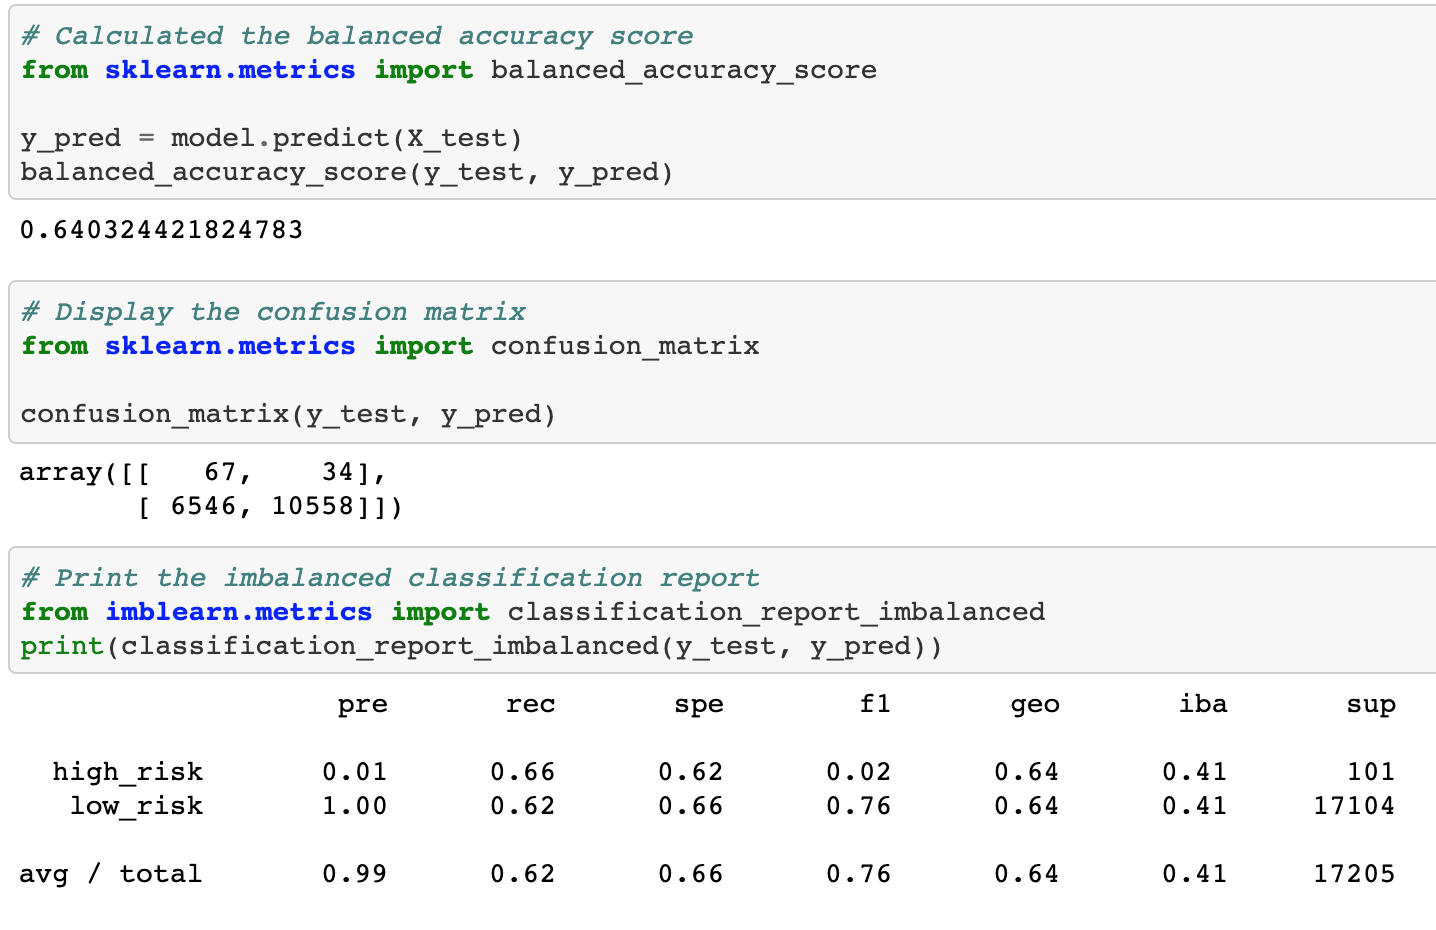 # Calculated the balanced accuracy score
from sklearn.metrics import balanced_accuracy_score
y_pred = model.predict(X_test)
balanced_accuracy_score(y_test, y_pred)
0.640324421824783
# Display the confusion matrix
from sklearn.metrics import confusion_matrix
confusion_matrix(y_test, y_pred)
array([[   67,    34],
       [ 6546, 10558]])
# Print the imbalanced classification report
from imblearn.metrics import classification_report_imbalanced
print(classification_report_imbalanced(y_test, y_pred))
pre rec spe f1 geo iba sup
high_risk 0.01 0.66 0.62 0.02 0.64 0.41 101
low_risk 1.00 0.62 0.66 0.76 0.64 0.41 17104
avg / total 0.99 0.62 0.66 0.76 0.64 0.41 17205